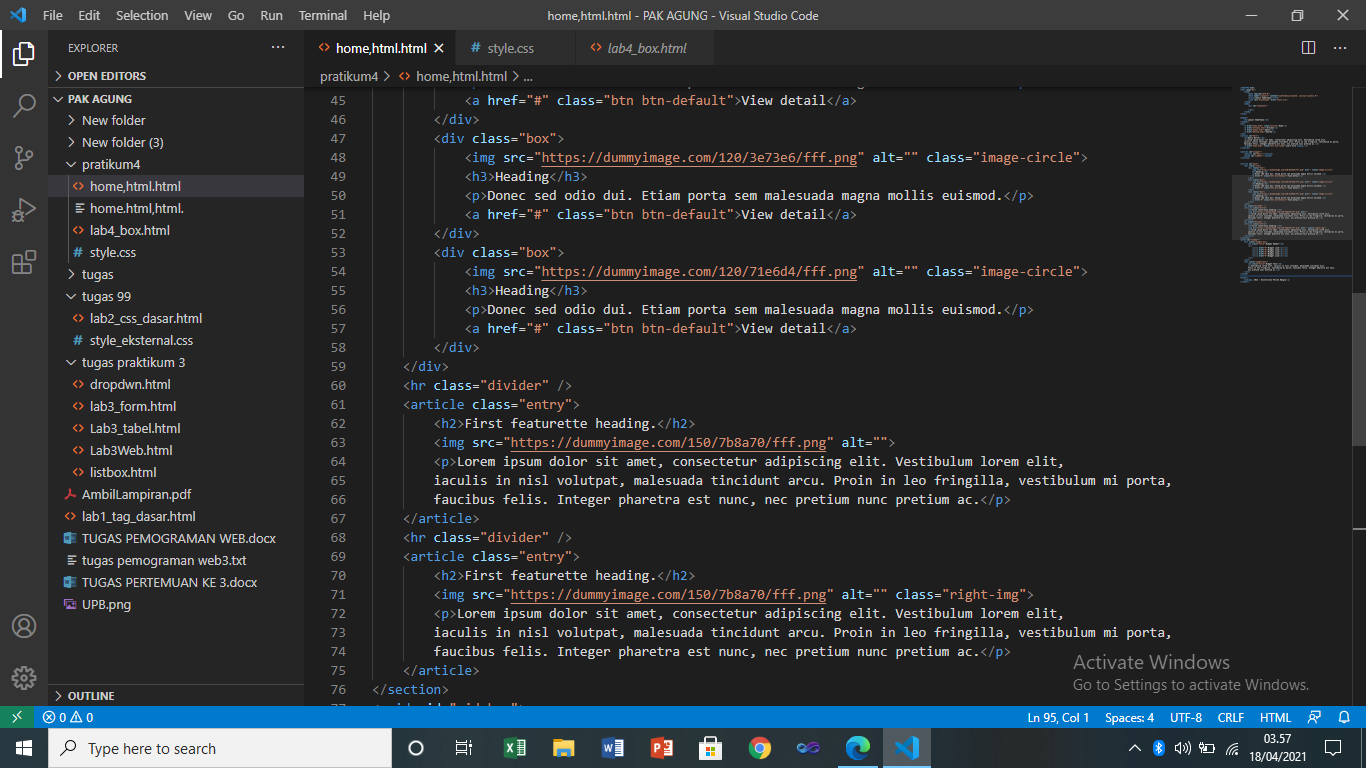 File Edit Selection View Go Run Terminal Help
home,html.html - PAK AGUNG - Visual Studio Code
EXPLORER
OPEN EDITORS
PAK AGUNG
New folder
New folder (3)
pratikum4
home,html.html
home.html,html.
lab4_box.html
style.css
tugas
tugas 99
lab2_css_dasar.html
style_eksternal.css
tugas praktikum 3
dropdwn.html
lab3_form.html
Lab3_tabel.html
Lab3Web.html
listbox.html
AmbilLampiran.pdf
lab1_tag_dasar.html
TUGAS PEMOGRAMAN WEB.docx
tugas pemograman web3.txt
TUGAS PERTEMUAN KE 3.docx
UPB.png
OUTLINE
home,html.html style.css lab4_box.html
pratikum4 > home,html.html > ...
45 <a href="#" class="btn btn-default">View detail</a>
46 </div>
47 <div class="box">
48 <img src="https://dummyimage.com/120/3e73e6/fff.png" alt="" class="image-circle">
49 <h3>Heading</h3>
50 <p>Donec sed odio dui. Etiam porta sem malesuada magna mollis euismod.</p>
51 <a href="#" class="btn btn-default">View detail</a>
52 </div>
53 <div class="box">
54 <img src="https://dummyimage.com/120/71e6d4/fff.png" alt="" class="image-circle">
55 <h3>Heading</h3>
56 <p>Donec sed odio dui. Etiam porta sem malesuada magna mollis euismod.</p>
57 <a href="#" class="btn btn-default">View detail</a>
58 </div>
59 </div>
60 <hr class="divider" />
61 <article class="entry">
62 <h2>First featurette heading.</h2>
63 <img src="https://dummyimage.com/150/7b8a70/fff.png" alt="">
64 <p>Lorem ipsum dolor sit amet, consectetur adipiscing elit. Vestibulum lorem elit,
65 iaculis in nisl volutpat, malesuada tincidunt arcu. Proin in leo fringilla, vestibulum mi porta,
66 faucibus felis. Integer pharetra est nunc, nec pretium nunc pretium ac.</p>
67 </article>
68 <hr class="divider" />
69 <article class="entry">
70 <h2>First featurette heading.</h2>
71 <img src="https://dummyimage.com/150/7b8a70/fff.png" alt="" class="right-img">
72 <p>Lorem ipsum dolor sit amet, consectetur adipiscing elit. Vestibulum lorem elit,
73 iaculis in nisl volutpat, malesuada tincidunt arcu. Proin in leo fringilla, vestibulum mi porta,
74 faucibus felis. Integer pharetra est nunc, nec pretium nunc pretium ac.</p>
75 </article>
76 </section>
Activate Windows
Go to Settings to activate Windows.
0 0
Ln 95, Col 1 Spaces: 4 UTF-8 CRLF HTML
Type here to search
03.57
18/04/2021